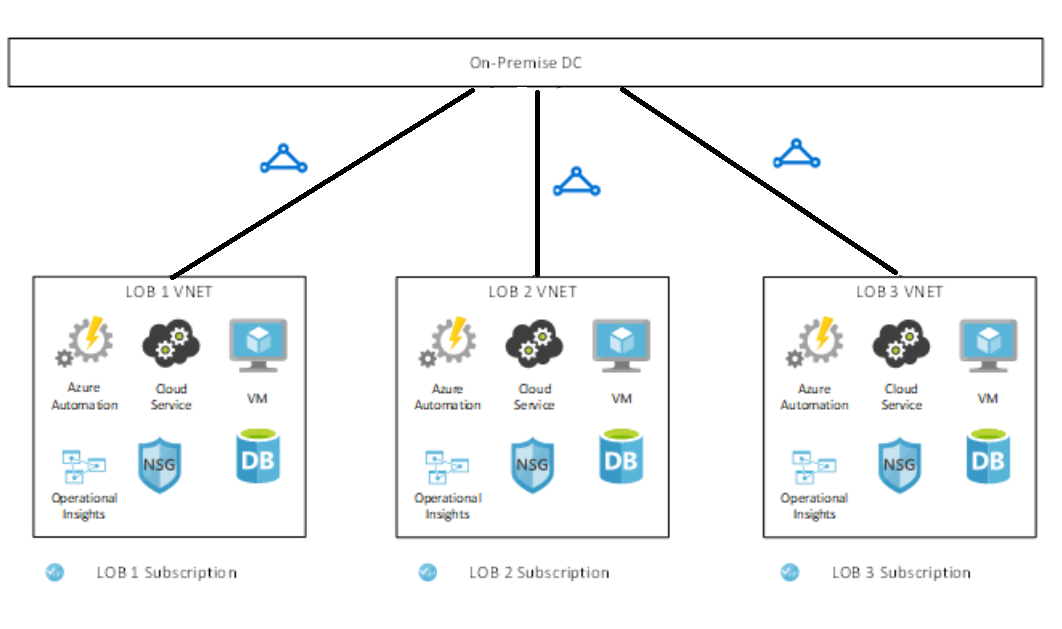 On-Premise DC
LOB 1 VNET
LOB 2 VNET
LOB 3 VNET
Azure
Automation
Cloud
Service
VM
Operational
Insights
NSG
DB
Azure
Automation
Cloud
Service
VM
Operational
Insights
NSG
DB
Azure
Automation
Cloud
Service
VM
Operational
Insights
NSG
DB
LOB 1 Subscription
LOB 2 Subscription
LOB 3 Subscription